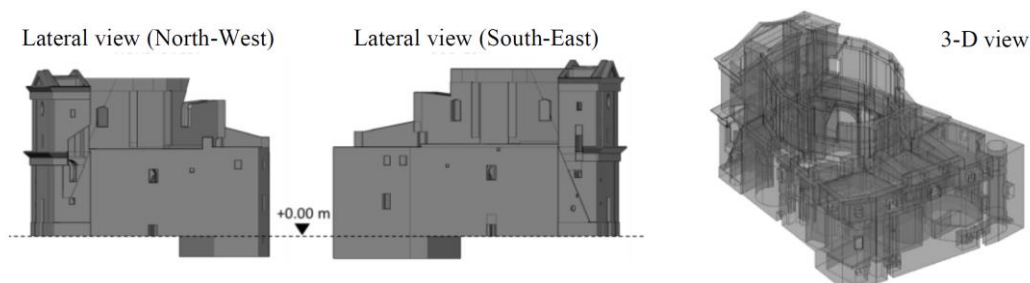 Lateral view (North-West)
Lateral view (South-East)
3-D view
+0.00 m